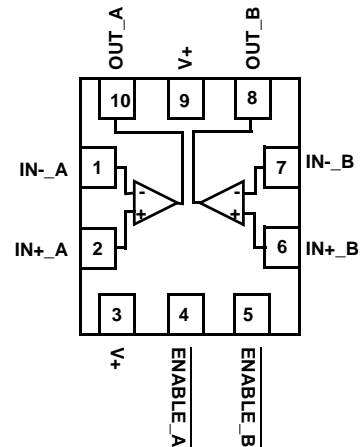 OUT_A
V+
OUT_B
10
9
8
IN-_A
1
-
+
-
+
7
IN-_B
IN+_A
2
6
IN+_B
3
4
5
V+
ENABLE_A
ENABLE_B